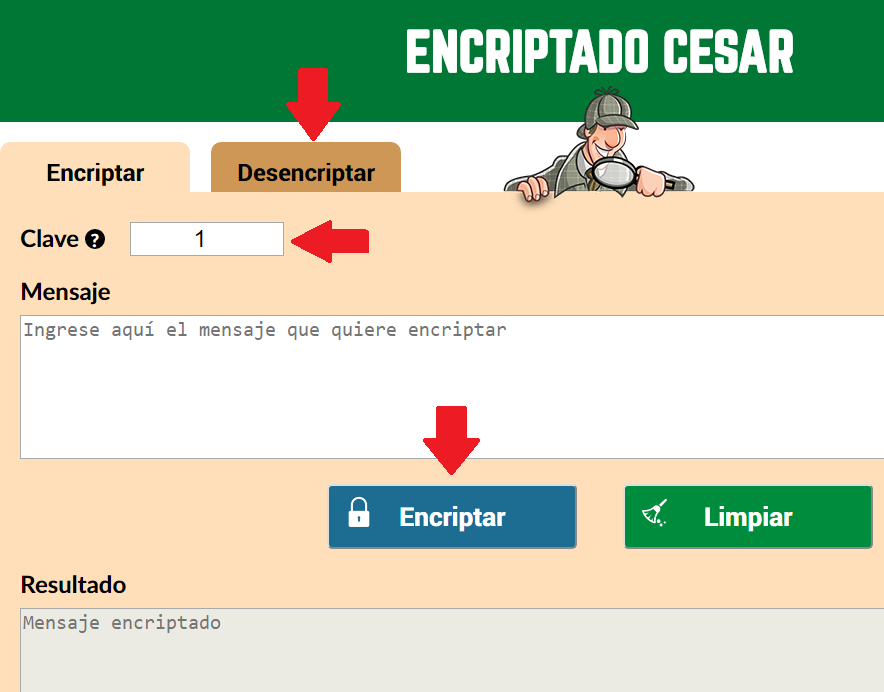 ENCRIPTADO CESAR
Encriptar
Desencriptar
Clave ?
1
Mensaje
Ingrese aquí el mensaje que quiere encriptar
Encriptar
Limpiar
Resultado
Mensaje encriptado